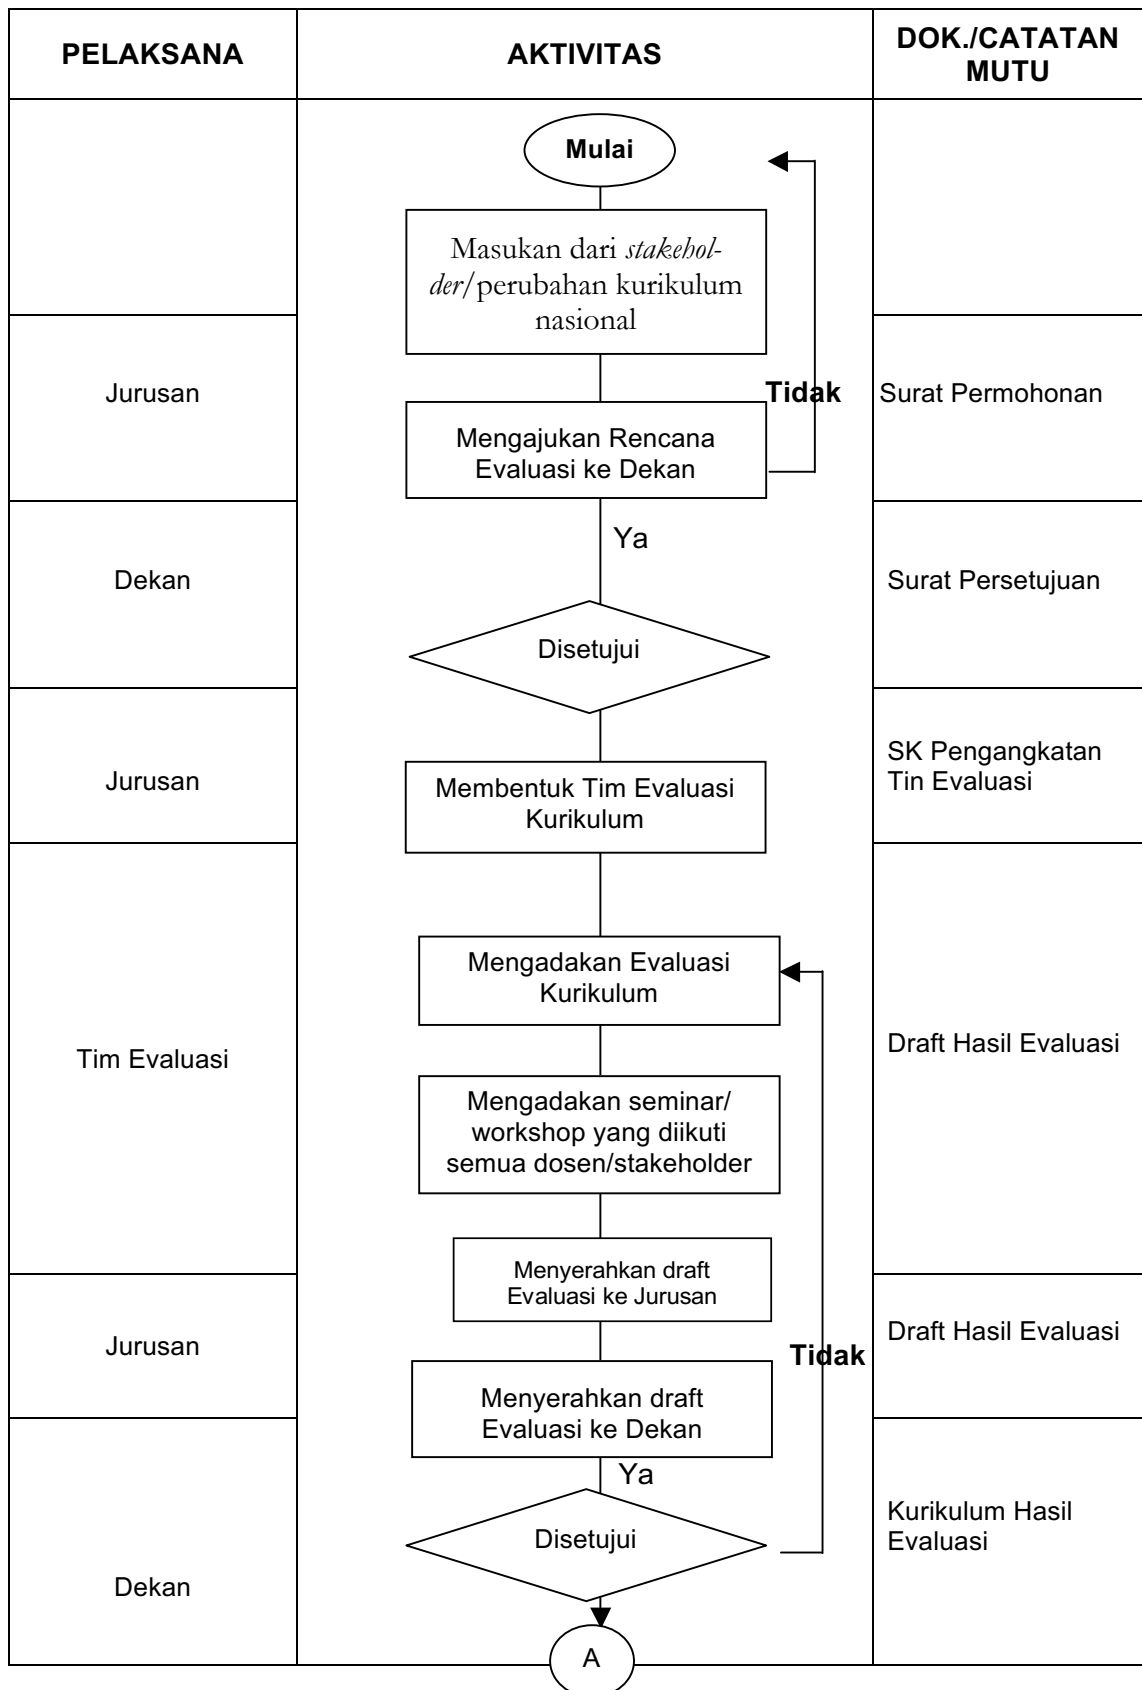 PELAKSANA
AKTIVITAS
DOK./CATATAN
MUTU
Mulai
Masukan dari stakehol-
der/perubahan kurikulum
nasional
Jurusan
Tidak
Surat Permohonan
Mengajukan Rencana
Evaluasi ke Dekan
Ya
Dekan
Surat Persetujuan
Disetujui
Jurusan
Membentuk Tim Evaluasi
Kurikulum
SK Pengangkatan
Tin Evaluasi
Mengadakan Evaluasi
Kurikulum
Tim Evaluasi
Draft Hasil Evaluasi
Mengadakan seminar/
workshop yang diikuti
semua dosen/stakeholder
Menyerahkan draft
Evaluasi ke Jurusan
Jurusan
Tidak
Draft Hasil Evaluasi
Menyerahkan draft
Evaluasi ke Dekan
Ya
Disetujui
Kurikulum Hasil
Evaluasi
Dekan
A